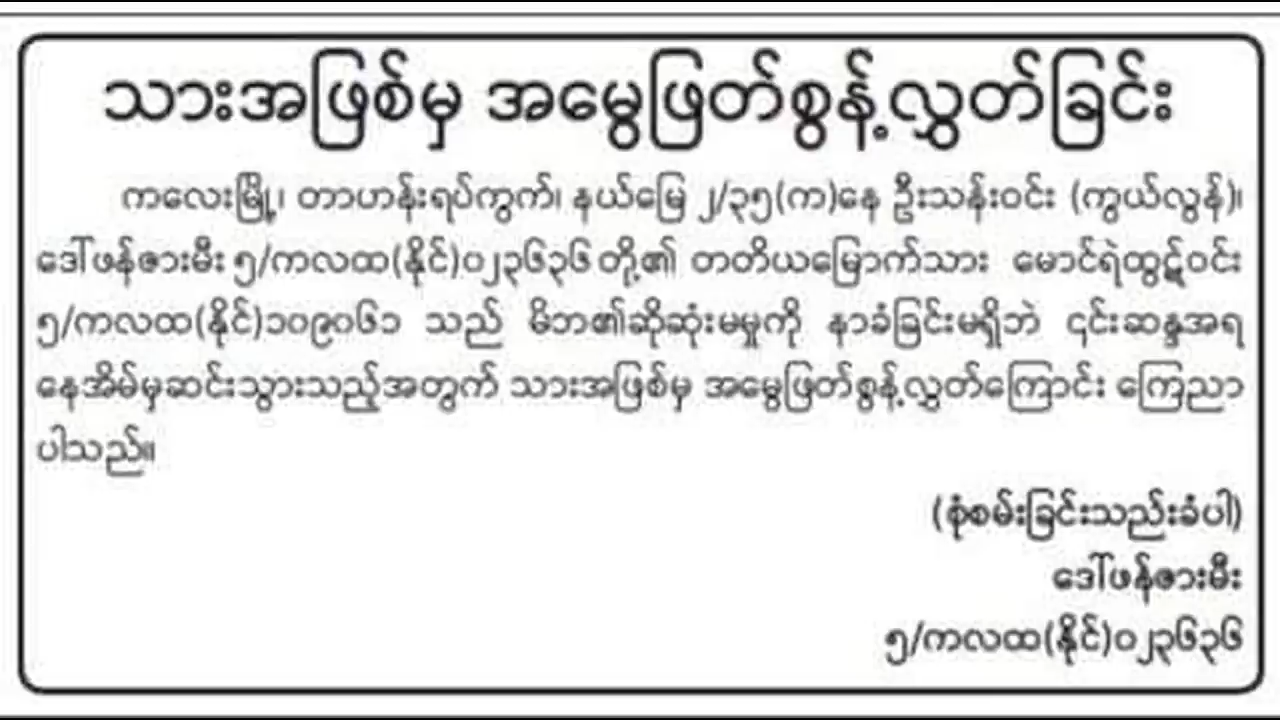 သားအဖြစ်မှ အမွေဖြတ်စွန့်လွှတ်ခြင်း
ကလေးမြို့၊ တာဟန်းရပ်ကွက်၊ နယ်မြေ ၂/၃၅(က)နေ ဦးသန်းဝင်း (ကွယ်လွန်)၊
ဒေါ်ဖန်ဇားမီး ၅/ကလထ(နိုင်)၀၂၃၆၃၆ တို့၏ တတိယမြောက်သား မောင်ရဲထွဋ်ဝင်း
၅/ကလထ(နိုင်)၁၀၉၀၆၁ သည် မိဘ၏ဆိုဆုံးမမှုကို နာခံခြင်းမရှိဘဲ ၎င်းဆန္ဒအရ
နေအိမ်မှဆင်းသွားသည့်အတွက် သားအဖြစ်မှ အမွေဖြတ်စွန့်လွှတ်ကြောင်း ကြေညာ
ပါသည်။
(စုံစမ်းခြင်းသည်းခံပါ)
ဒေါ်ဖန်ဇားမီး
၅/ကလထ(နိုင်)၀၂၃၆၃၆